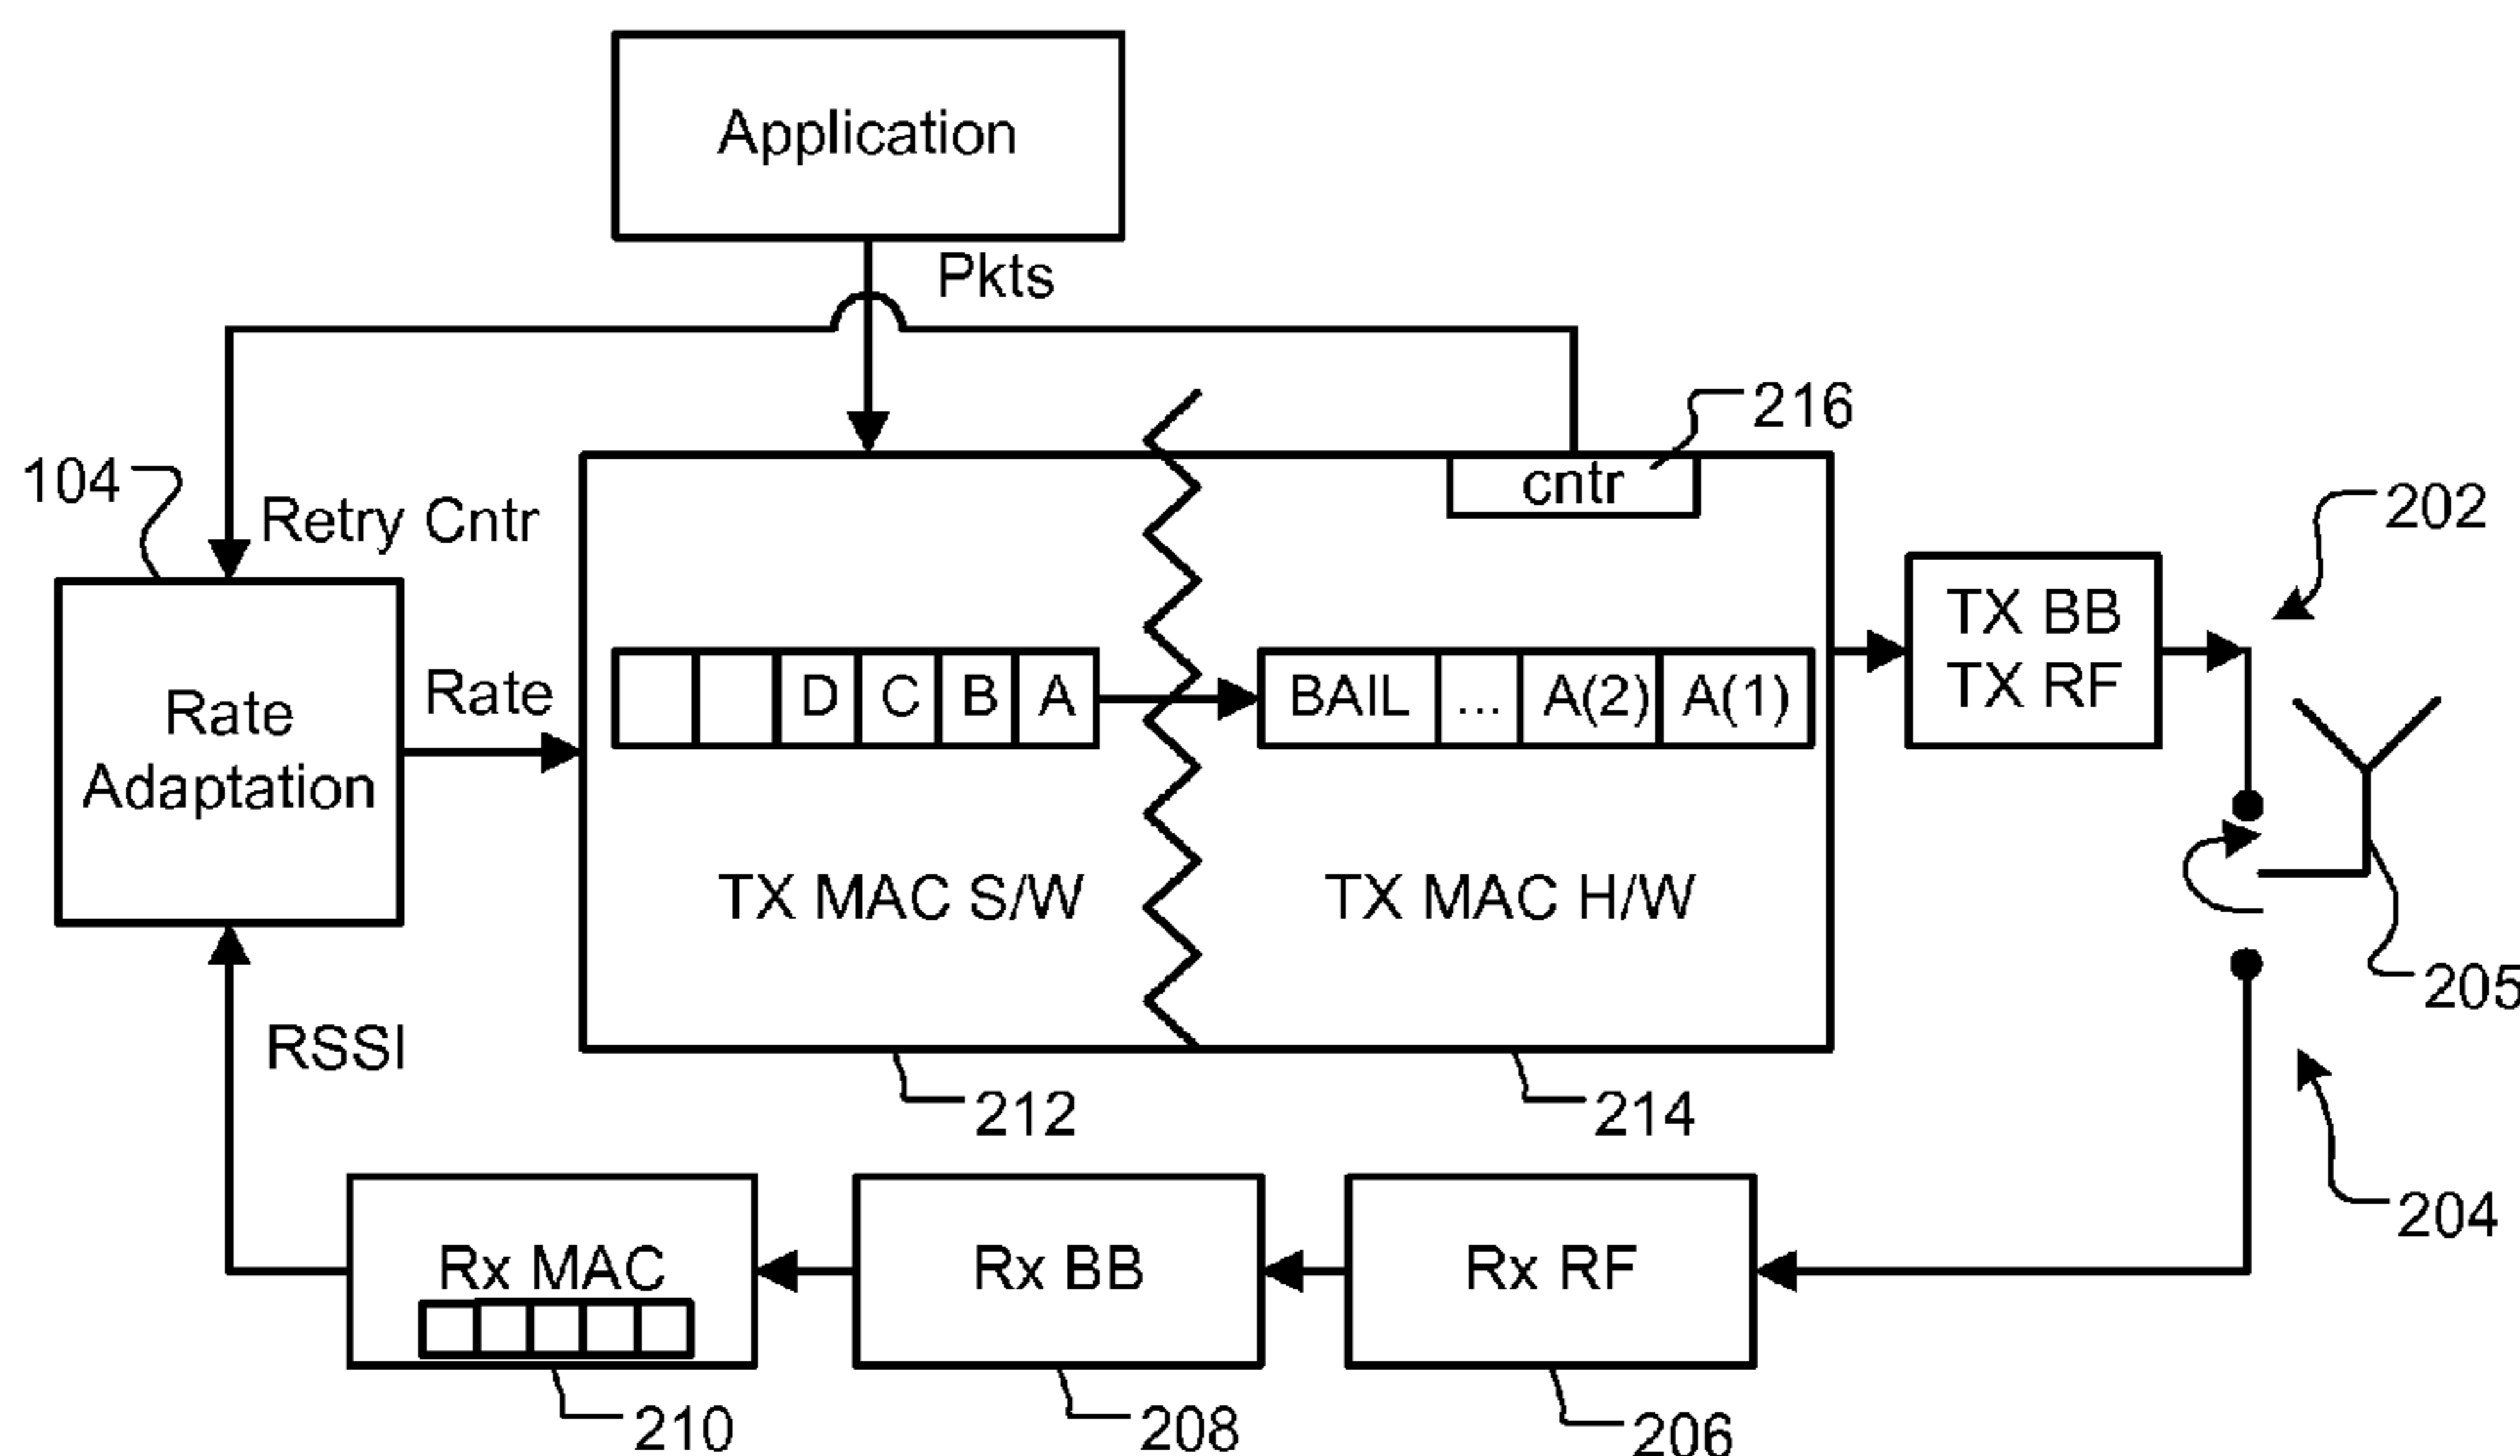 Application
Pkts
216
cntr
104
Retry Cntr
202
TX BB
TX RF
Rate
Adaptation
Rate
D C B A
BAIL ... A(2) A(1)
TX MAC S/W
TX MAC H/W
205
RSSI
212
214
204
Rx MAC
Rx BB
Rx RF
210
208
206